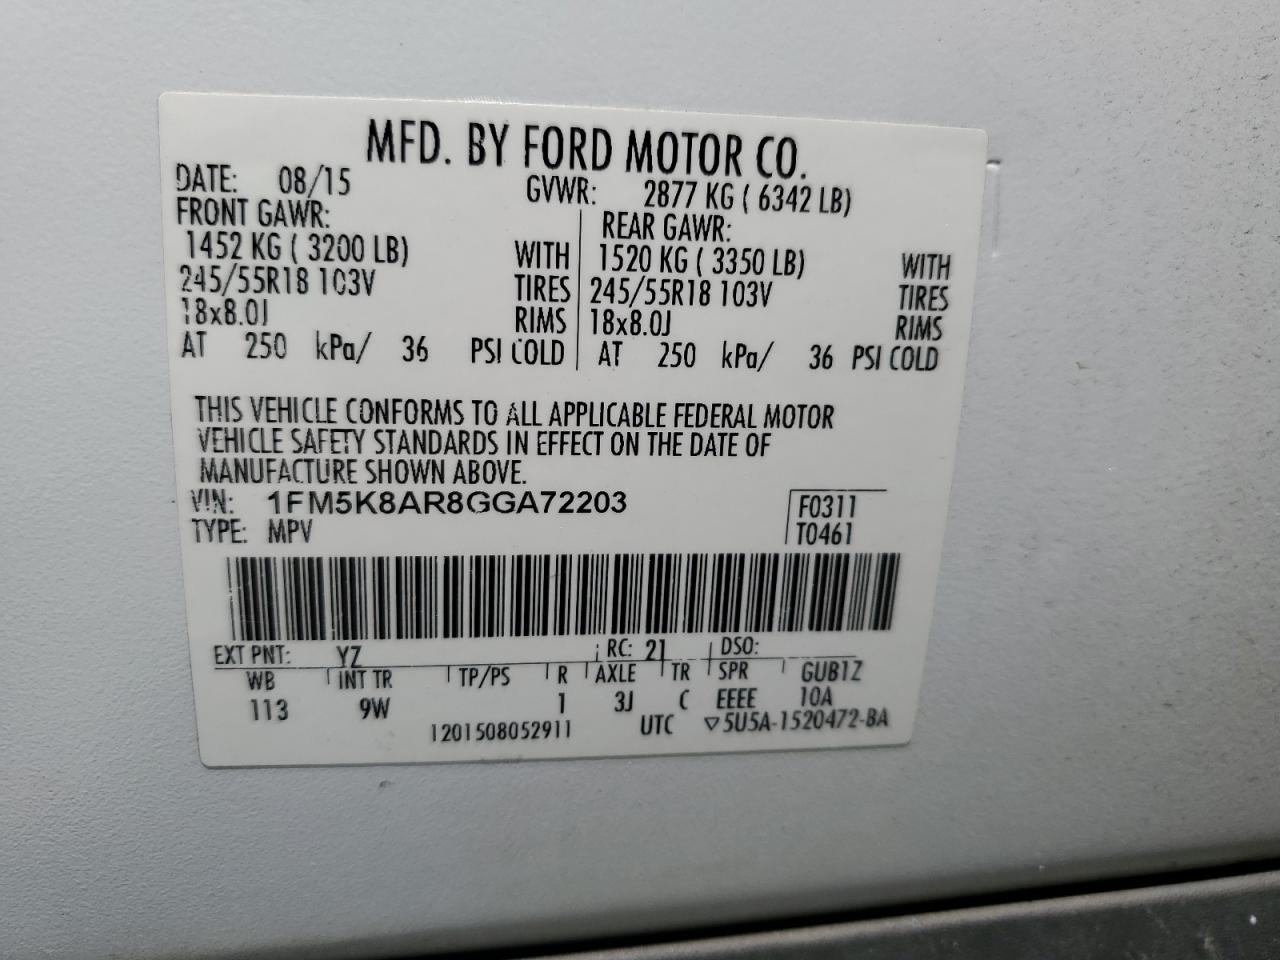 MFD. BY FORD MOTOR CO.
DATE: 08/15 GVWR: 2877 KG ( 6342 LB)
FRONT GAWR: REAR GAWR:
1452 KG ( 3200 LB) WITH 1520 KG ( 3350 LB) WITH
245/55R18 103V TIRES 245/55R18 103V TIRES
18x8.0J RIMS 18x8.0J RIMS
AT 250 kPa/ 36 PSI COLD AT 250 kPa/ 36 PSI COLD
THIS VEHICLE CONFORMS TO ALL APPLICABLE FEDERAL MOTOR
VEHICLE SAFETY STANDARDS IN EFFECT ON THE DATE OF
MANUFACTURE SHOWN ABOVE.
VIN: 1FM5K8AR8GGA72203 F0311
TYPE: MPV T0461
EXT PNT: YZ RC: 21 DSO:
WB INT TR TP/PS R AXLE TR SPR GUB1Z
113 9W 1 3J C EEEE 10A
1201508052911 UTC ▽5U5A-1520472-BA